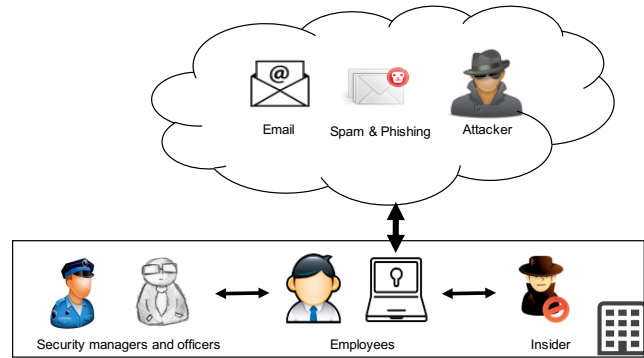 @
Email
Spam & Phishing
Attacker
Security managers and officers
Employees
Insider